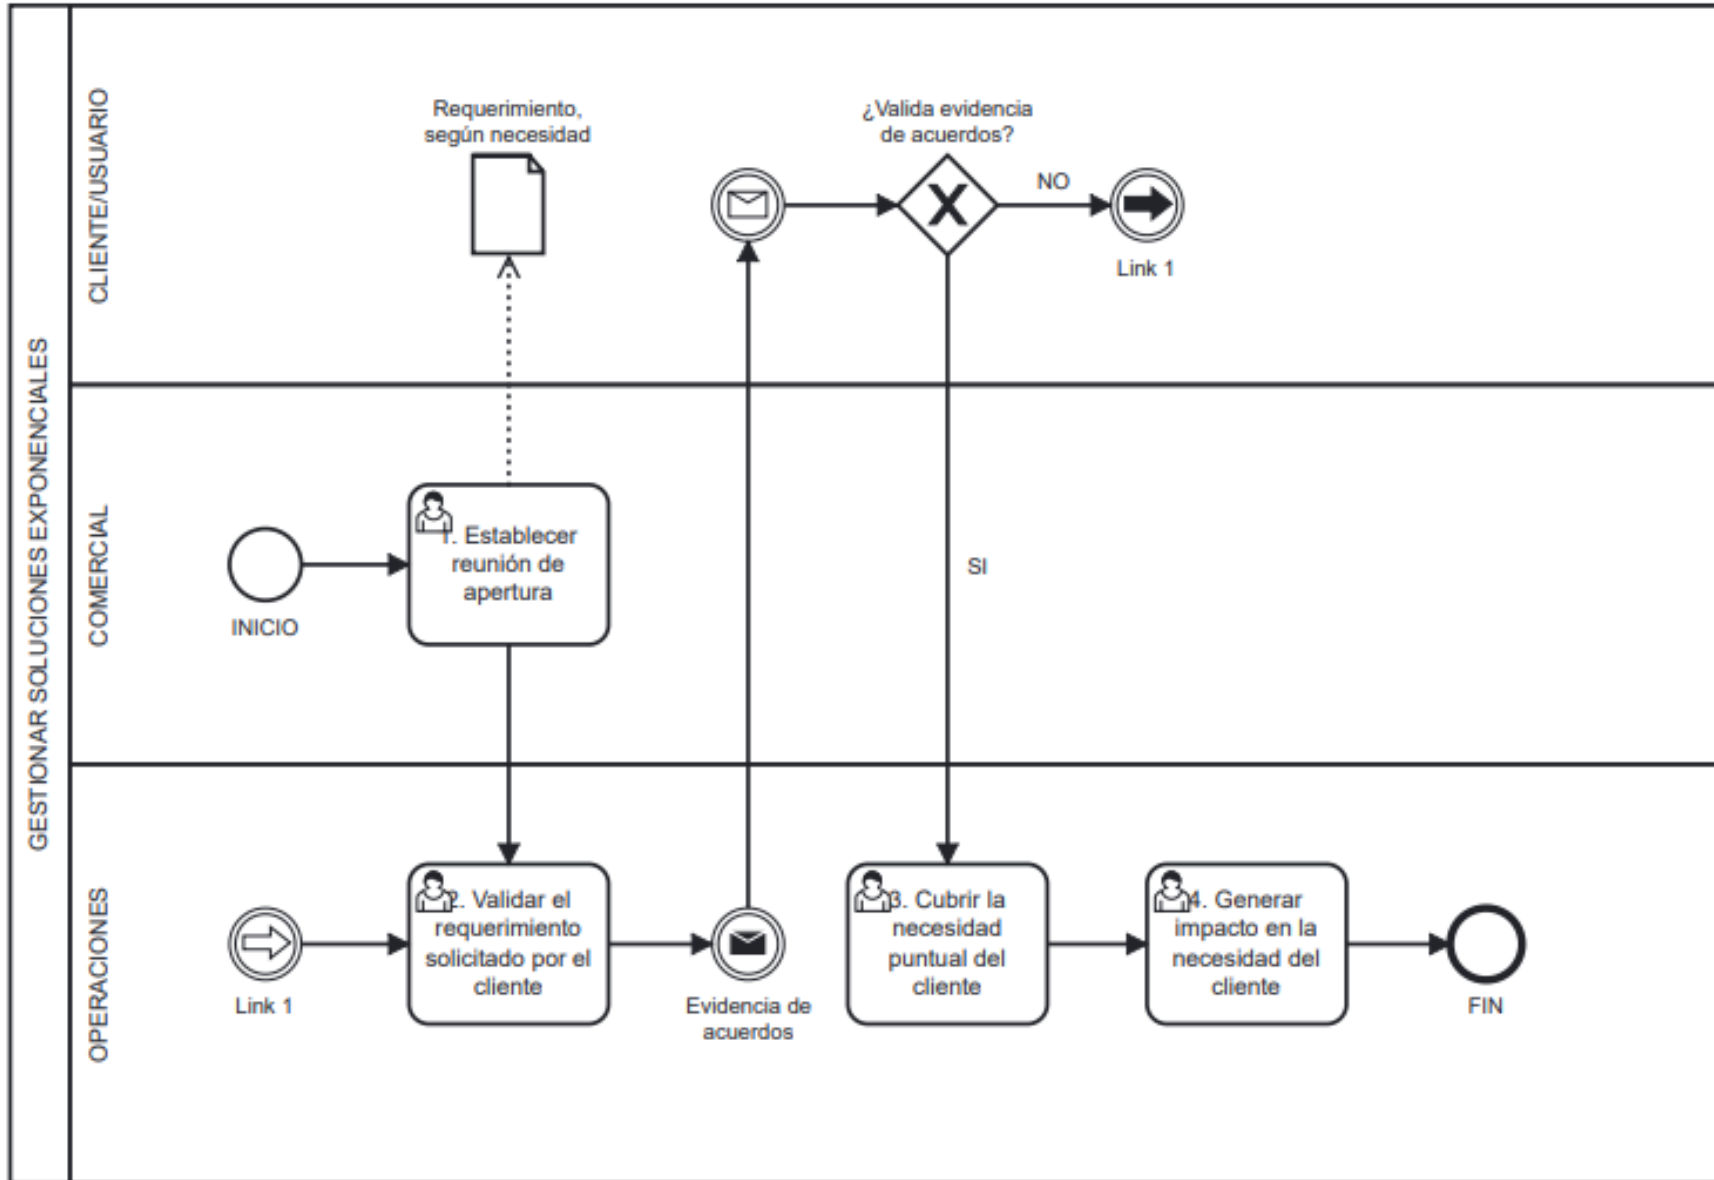 GESTIONAR SOLUCIONES EXPONENCIALES
CLIENTE/USUARIO
Requerimiento,
según necesidad
¿Valida evidencia
de acuerdos?
NO
Link 1
COMERCIAL
INICIO
1. Establecer
reunión de
apertura
SI
OPERACIONES
Link 1
2. Validar el
requerimiento
solicitado por el
cliente
Evidencia de
acuerdos
3. Cubrir la
necesidad
puntual del
cliente
4. Generar
impacto en la
necesidad del
cliente
FIN